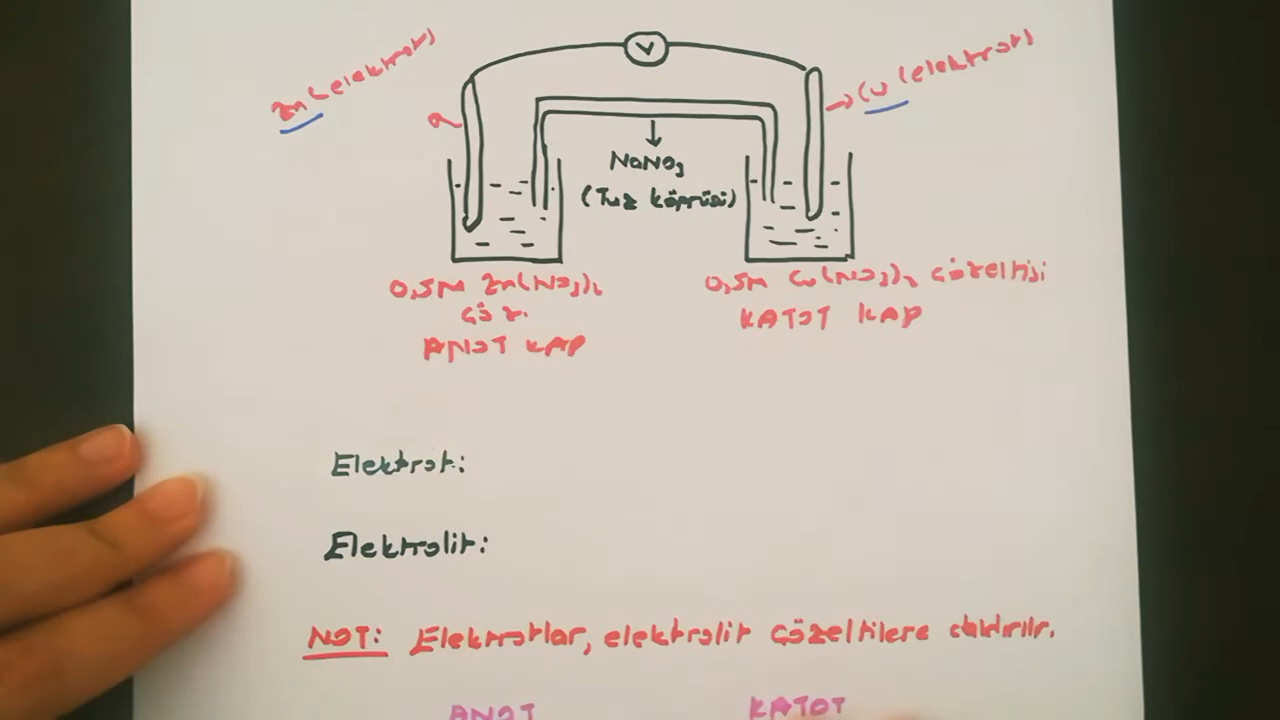 V
Zn (elektrot)
→ Cu (elektrot)
NaNO₃
(Tuz köprüsü)
0,5M Zn(NO₃)₂
çöz.
ANOT KAP
0,5M Cu(NO₃)₂ çözeltisi
KATOT KAP
Elektrot:
Elektrolit:
NOT: Elektrotlar, elektrolit çözeltilere daldırılır.
ANOT
KATOT